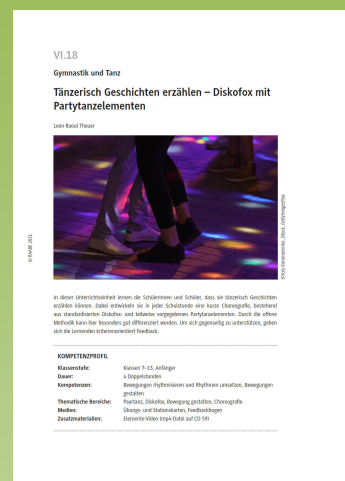 VI.18
Gymnastik und Tanz
Tänzerisch Geschichten erzählen – Diskofox mit
Partytanzelementen
Leon Raoul Theuer
© RAABE 2021
In dieser Unterrichtseinheit lernen die Schülerinnen und Schüler, dass sie tänzerisch Geschichten
erzählen können. Dabei entwickeln sie in jeder Schulstunde eine kurze Choreografie, bestehend
aus standardisierten Diskofox- und teilweise vorgegebenen Partytanzelementen. Durch die offene
Methodik kann hier besonders gut differenziert werden. Um sich gegenseitig zu unterstützen, geben
sich die Lernenden kriterienorientiert Feedback.
KOMPETENZPROFIL
Klassenstufe: Klassen 7–13, Anfänger
Dauer: 4 Doppelstunden
Kompetenzen: Bewegungen rhythmisieren und Rhythmen umsetzen, Bewegungen
gestalten
Thematische Bereiche: Paartanz, Diskofox, Bewegung gestalten, Choreografie
Medien: Übungs- und Stationskarten, Feedbackbogen
Zusatzmaterialien: Elemente-Video (mp4-Datei auf CD 59)